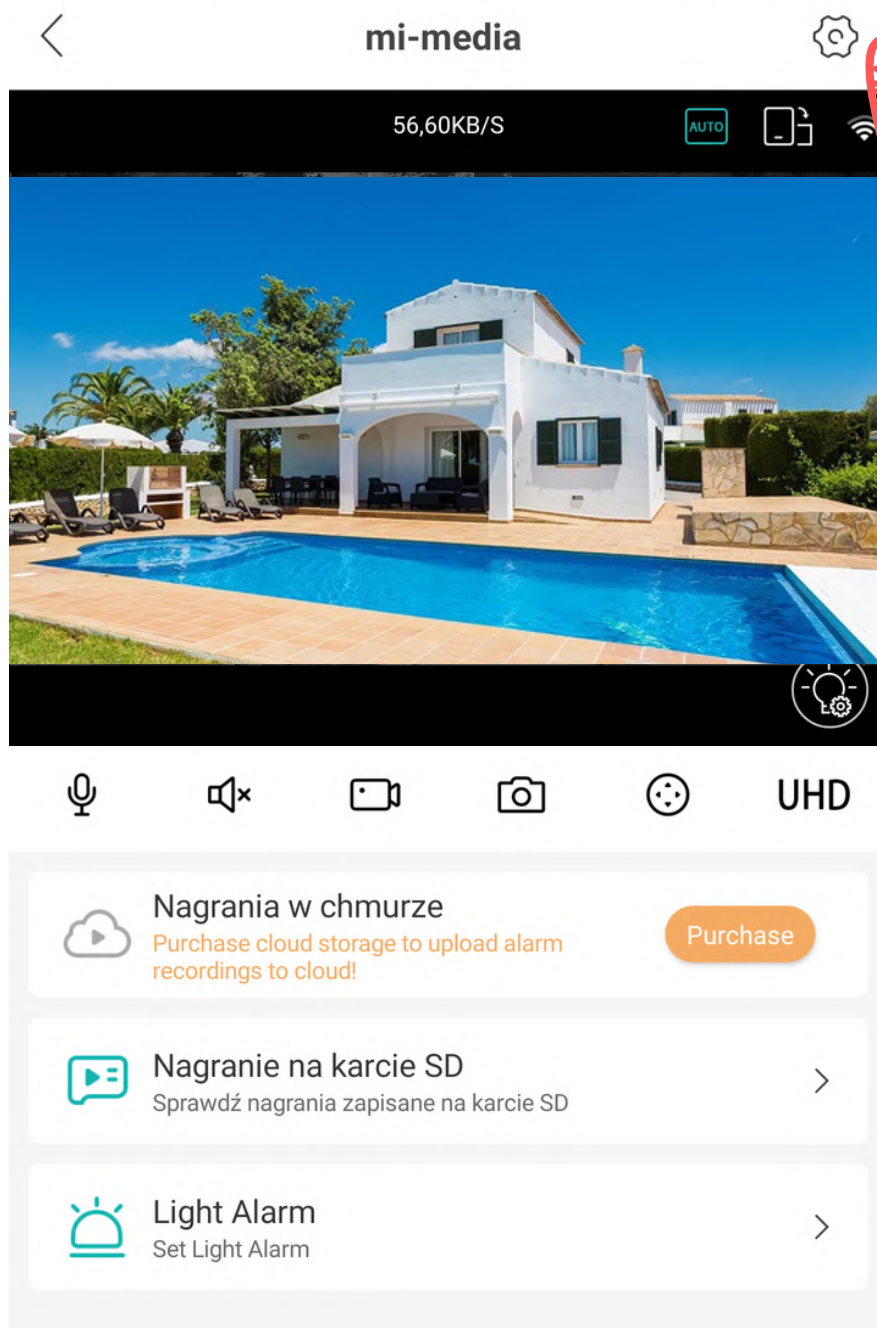 mi-media
56,60KB/S
AUTO
UHD
Nagrania w chmurze
Purchase cloud storage to upload alarm
recordings to cloud!
Purchase
Nagranie na karcie SD
Sprawdź nagrania zapisane na karcie SD
Light Alarm
Set Light Alarm